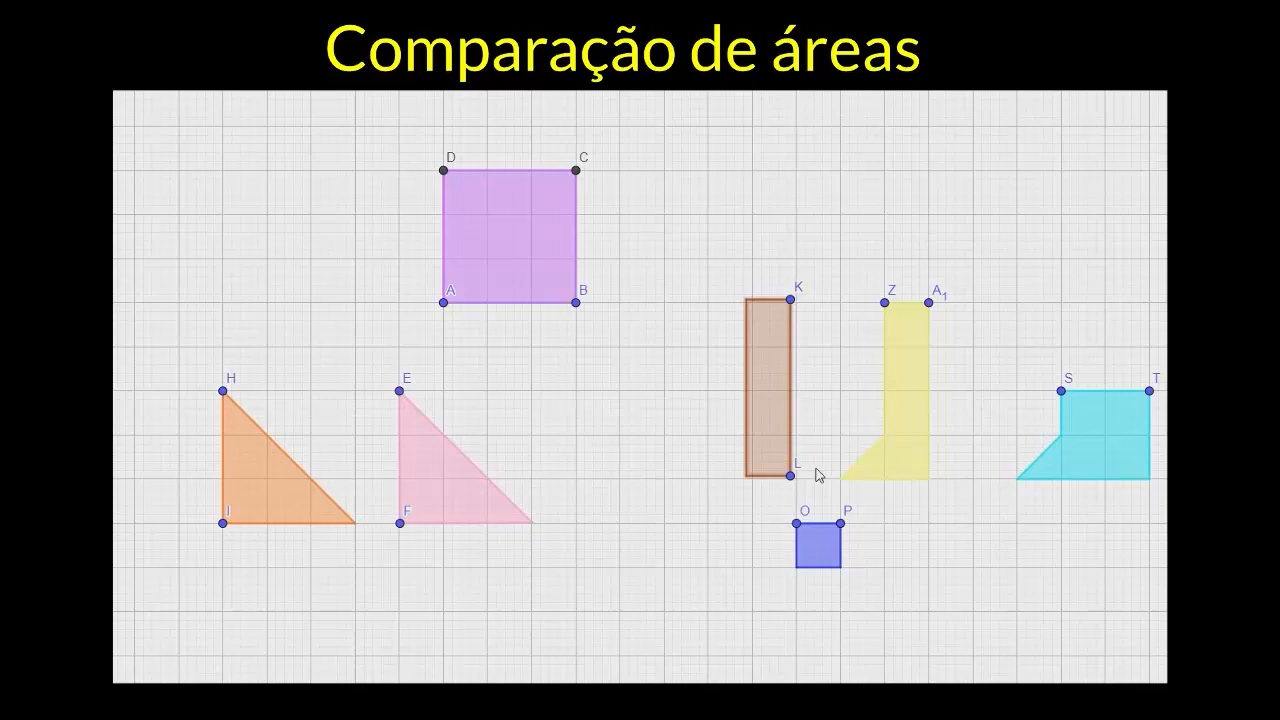 Comparação de áreas
D C
A B
K Z A₁
H E S T
L
I F O P